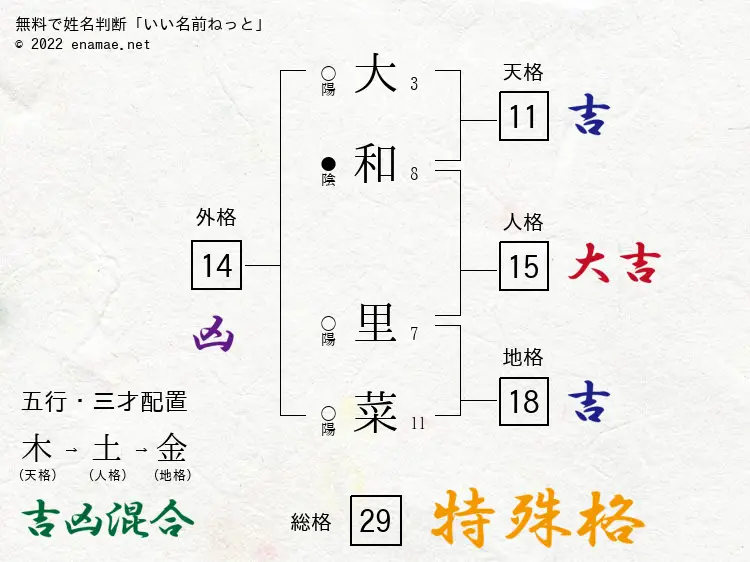 無料で姓名判断「いい名前ねっと」
© 2022 enamae.net
○陽 大 3
●陰 和 8
○陽 里 7
○陽 菜 11
天格
11 吉
人格
15 大吉
地格
18 吉
外格
14
凶
五行・三才配置
木 → 土 → 金
(天格) (人格) (地格)
吉凶混合
総格 29 特殊格